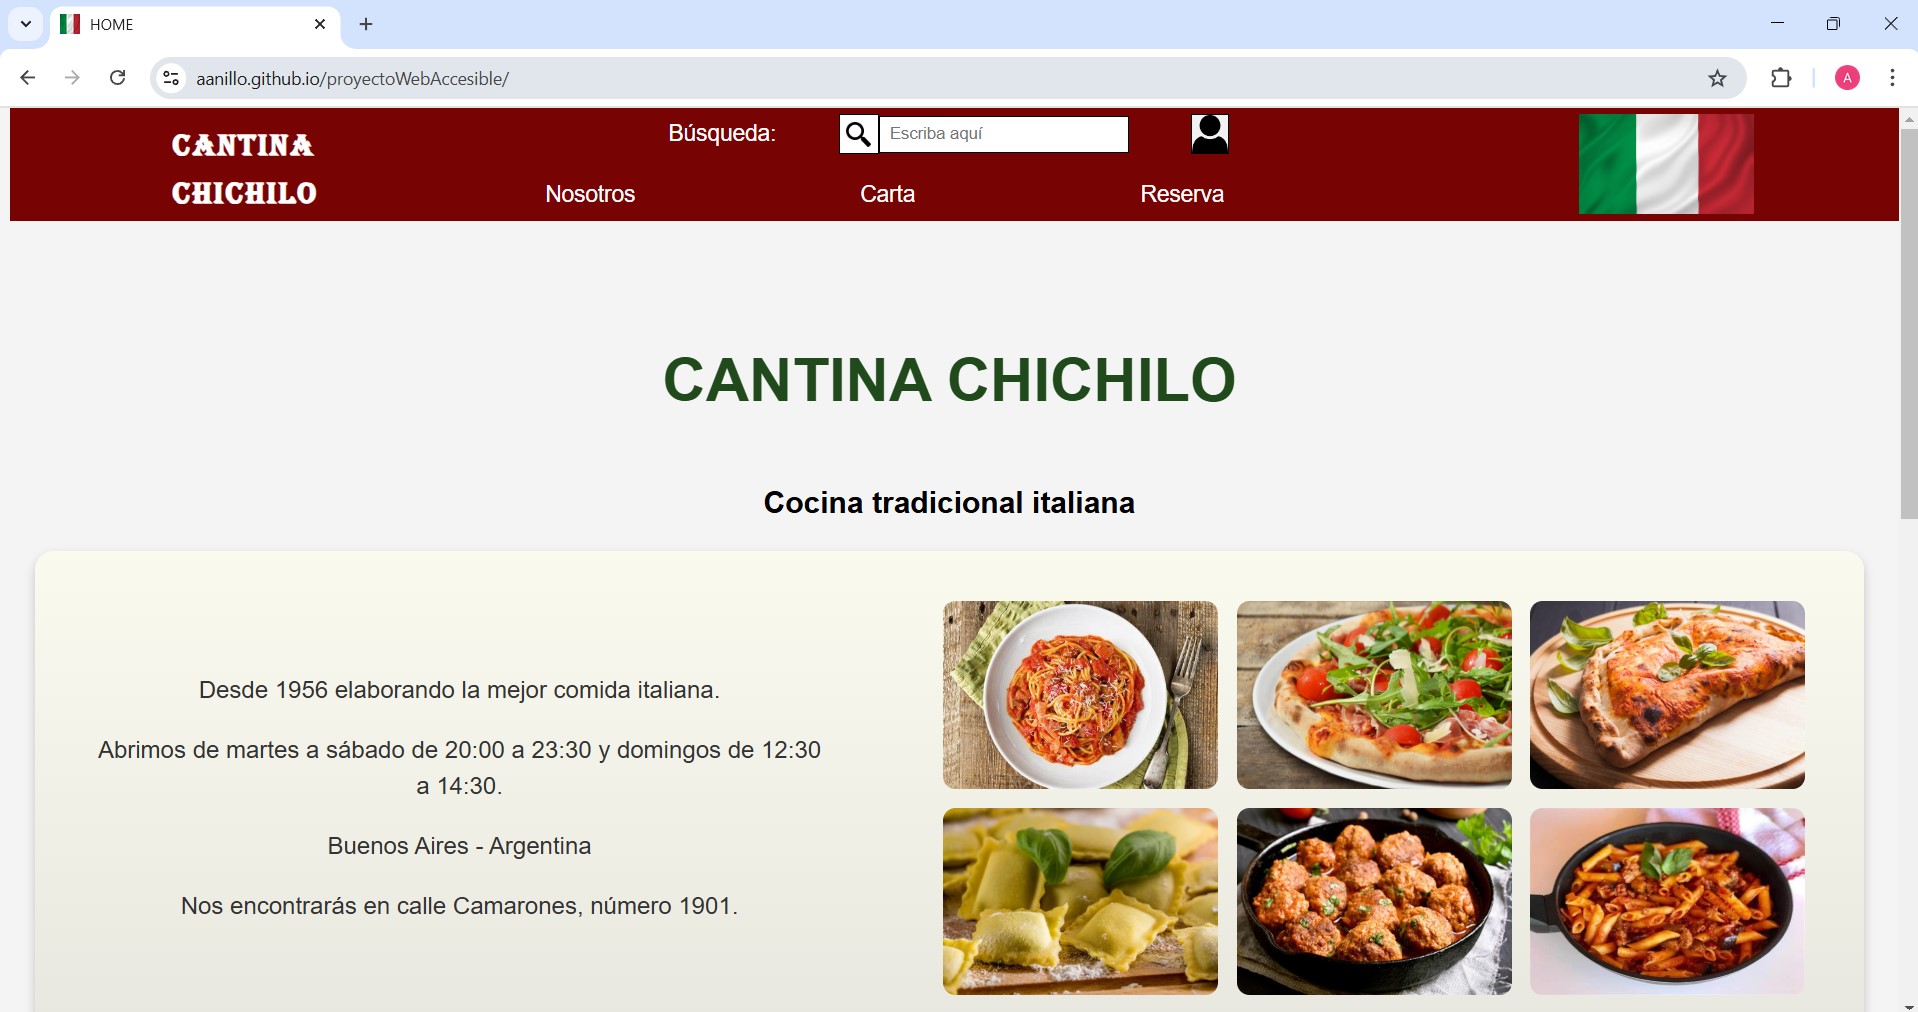 HOME
aanillo.github.io/proyectoWebAccesible/
A
CANTINA
CHICHILO
Búsqueda:
Escriba aquí
Nosotros
Carta
Reserva
CANTINA CHICHILO
Cocina tradicional italiana
Desde 1956 elaborando la mejor comida italiana.
Abrimos de martes a sábado de 20:00 a 23:30 y domingos de 12:30
a 14:30.
Buenos Aires - Argentina
Nos encontrarás en calle Camarones, número 1901.